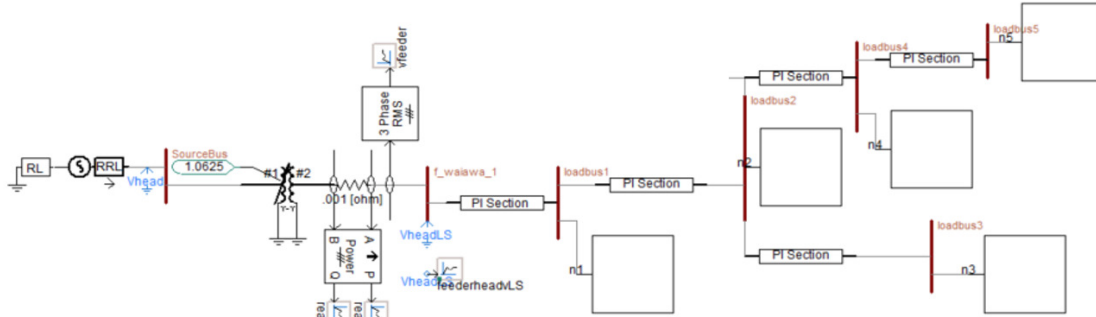 RL
RRL
Vhead
SourceBus
1.0625
#1
#2
Y-Y
.001 [ohm]
3 Phase
RMS
vfeeder
Power
A
B
P
Q
f_waiawa_1
VheadLS
feederheadvLS
PI Section
loadbus1
n1
PI Section
loadbus2
n2
PI Section
loadbus4
n4
PI Section
loadbus5
n5
PI Section
loadbus3
n3